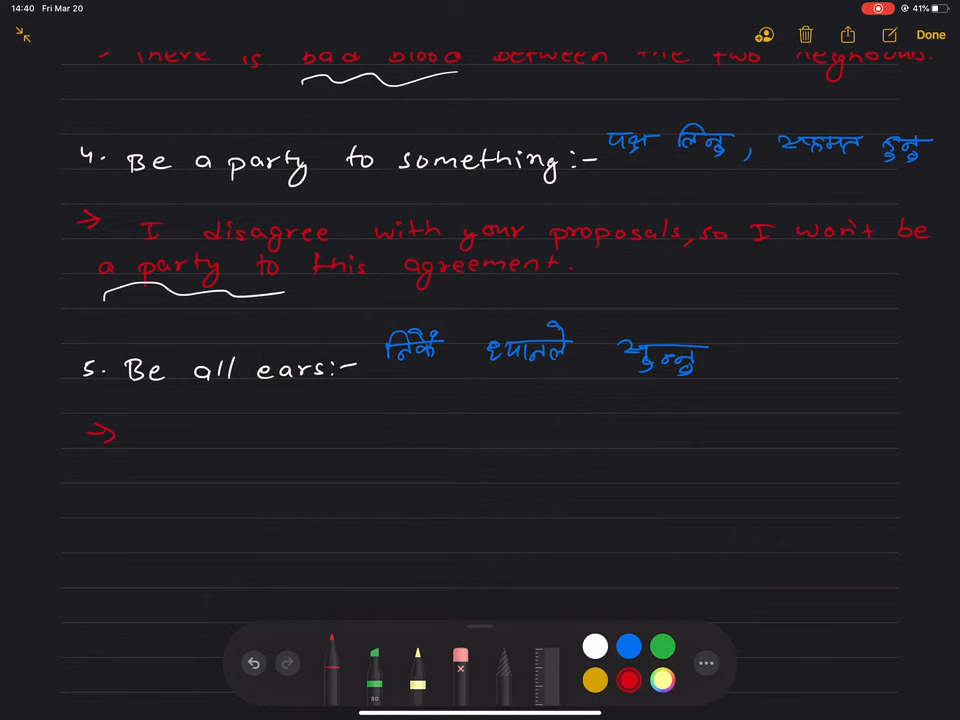 14:40 Fri Mar 20
41%
Done
There is bad blood between the two neighbours.
4. Be a party to something:- पक्ष लिनु, सहमत हुनु
→ I disagree with your proposals, so I won't be
a party to this agreement.
5. Be all ears:- निकै ध्यानले सुन्नु
→
80